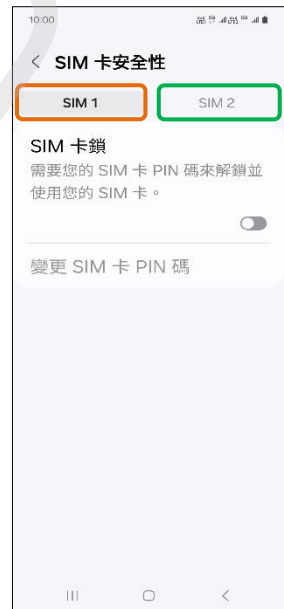 10:00
SIM 卡安全性
SIM 1
SIM 2
SIM 卡鎖
需要您的 SIM 卡 PIN 碼來解鎖並
使用您的 SIM 卡。
變更 SIM 卡 PIN 碼